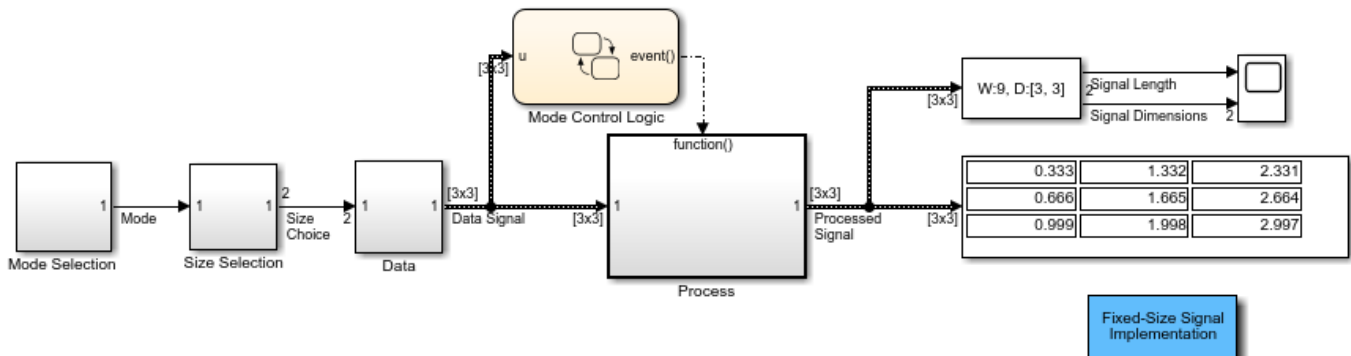 u
event()
[3x3]
Mode Control Logic
W:9, D:[3, 3]
[3x3]
2
Signal Length
Signal Dimensions
2
function()
1
Mode
Mode Selection
1
1
2
Size
Choice
2
Size Selection
1
1
Data
[3x3]
Data Signal
[3x3]
1
1
Process
[3x3]
Processed
Signal
[3x3]
0.333 1.332 2.331
0.666 1.665 2.664
0.999 1.998 2.997
Fixed-Size Signal
Implementation